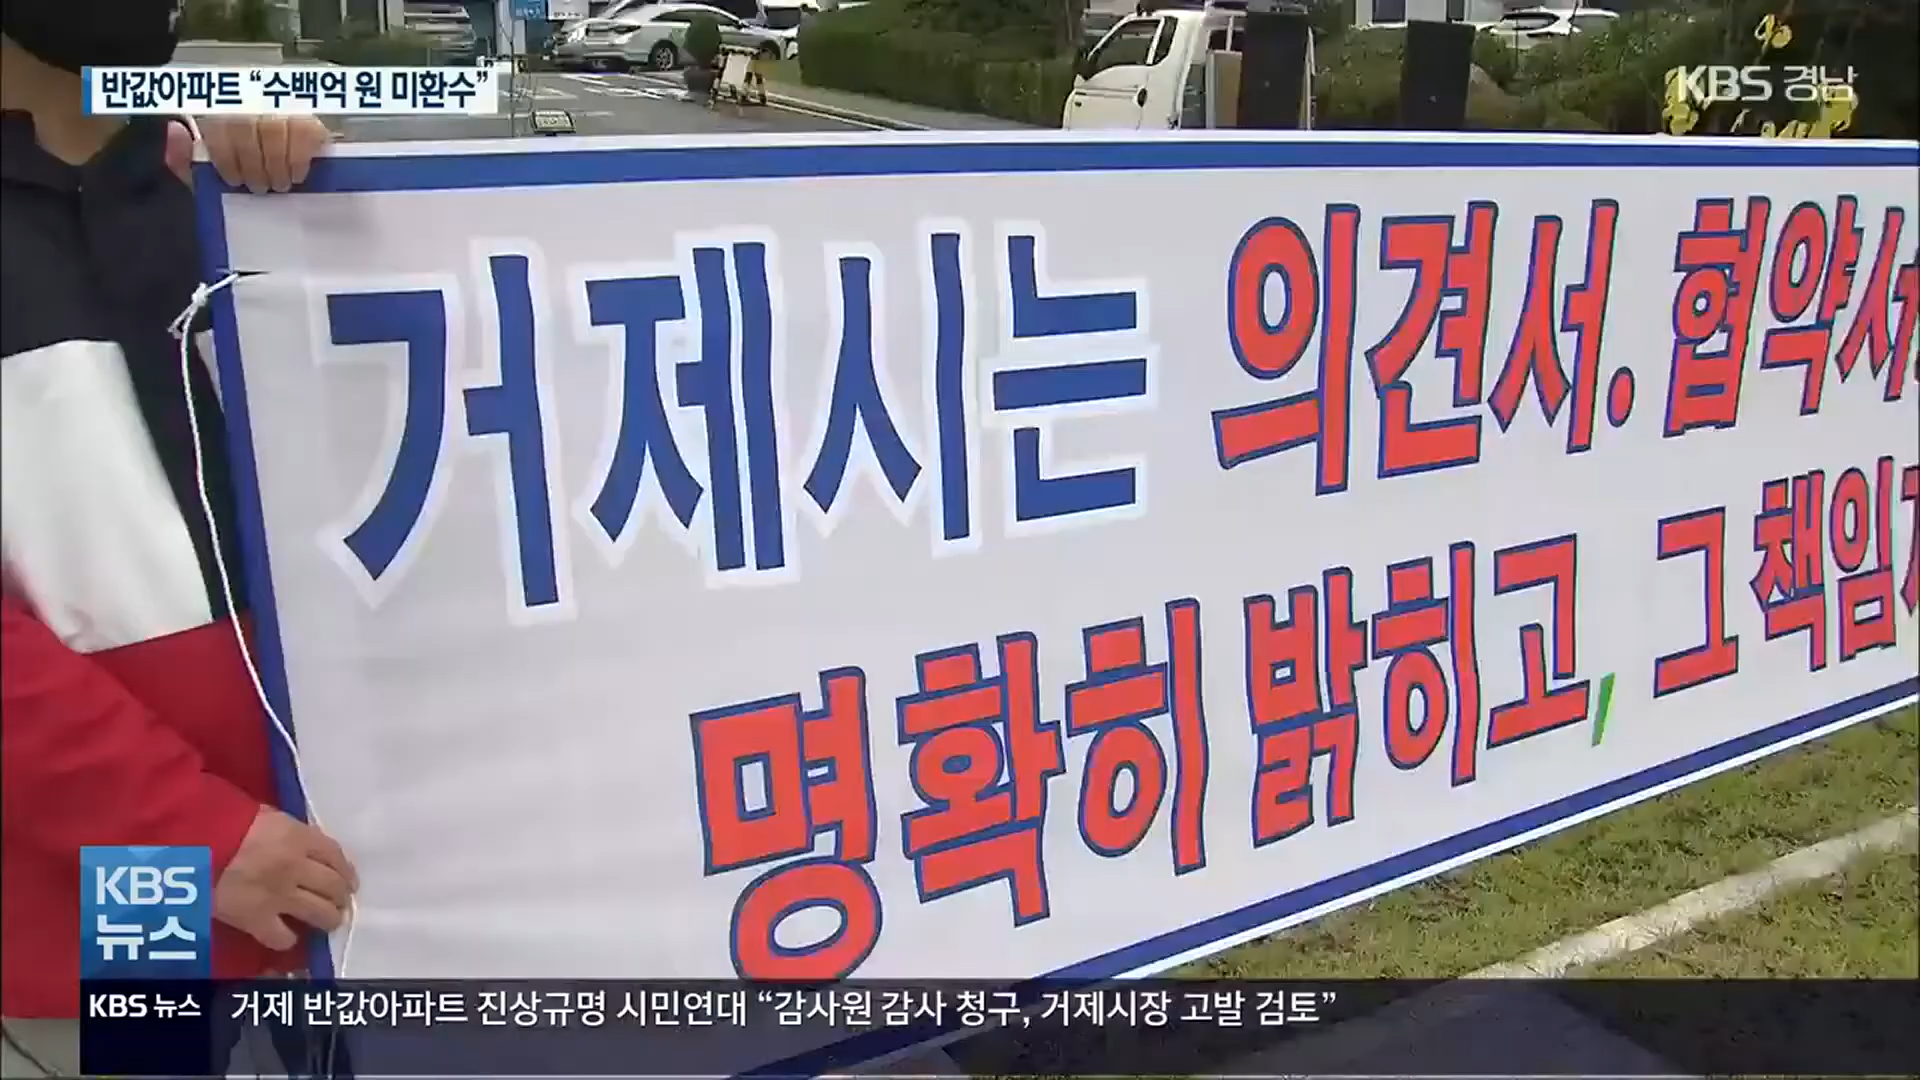 반값아파트 “수백억 원 미환수”
KBS 경남
거제시는 의견서. 협약서
명확히 밝히고, 그 책임
KBS
뉴스
KBS 뉴스
거제 반값아파트 진상규명 시민연대 “감사원 감사 청구, 거제시장 고발 검토”